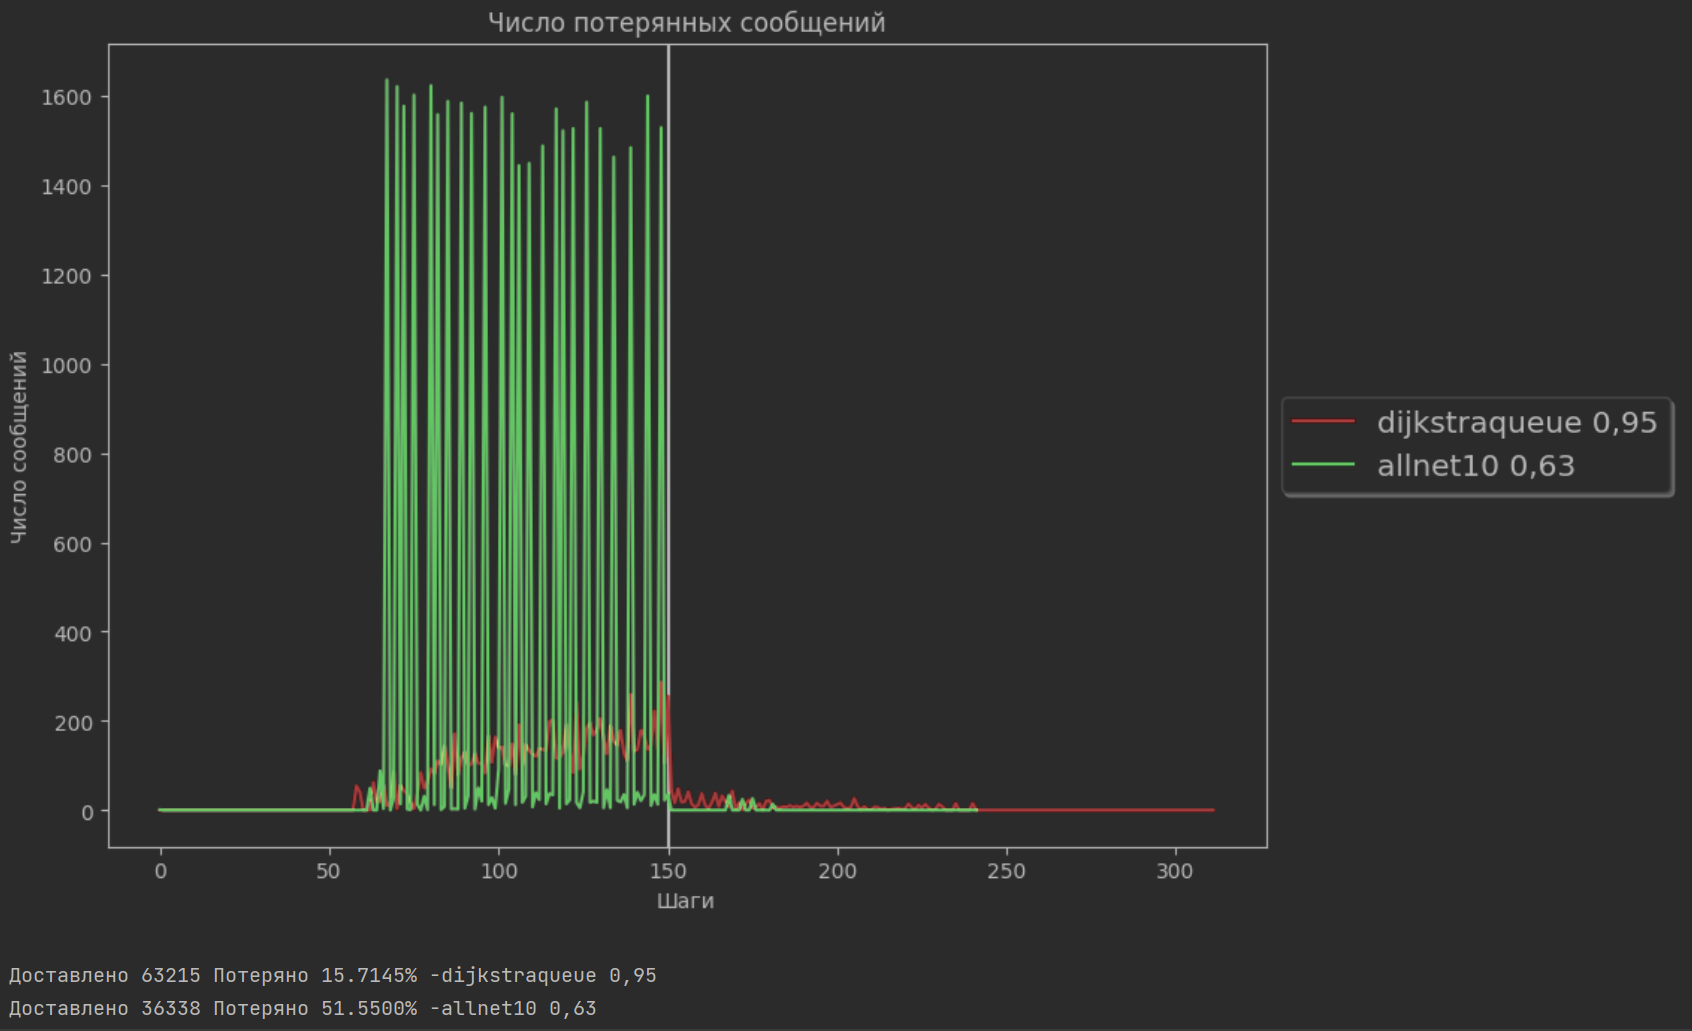 Число потерянных сообщений
1600
1400
1200
1000
800
600
400
200
0
Число сообщений
0 50 100 150 200 250 300
Шаги
dijkstraqueue 0,95
allnet10 0,63
Доставлено 63215 Потеряно 15.7145% -dijkstraqueue 0,95
Доставлено 36338 Потеряно 51.5500% -allnet10 0,63